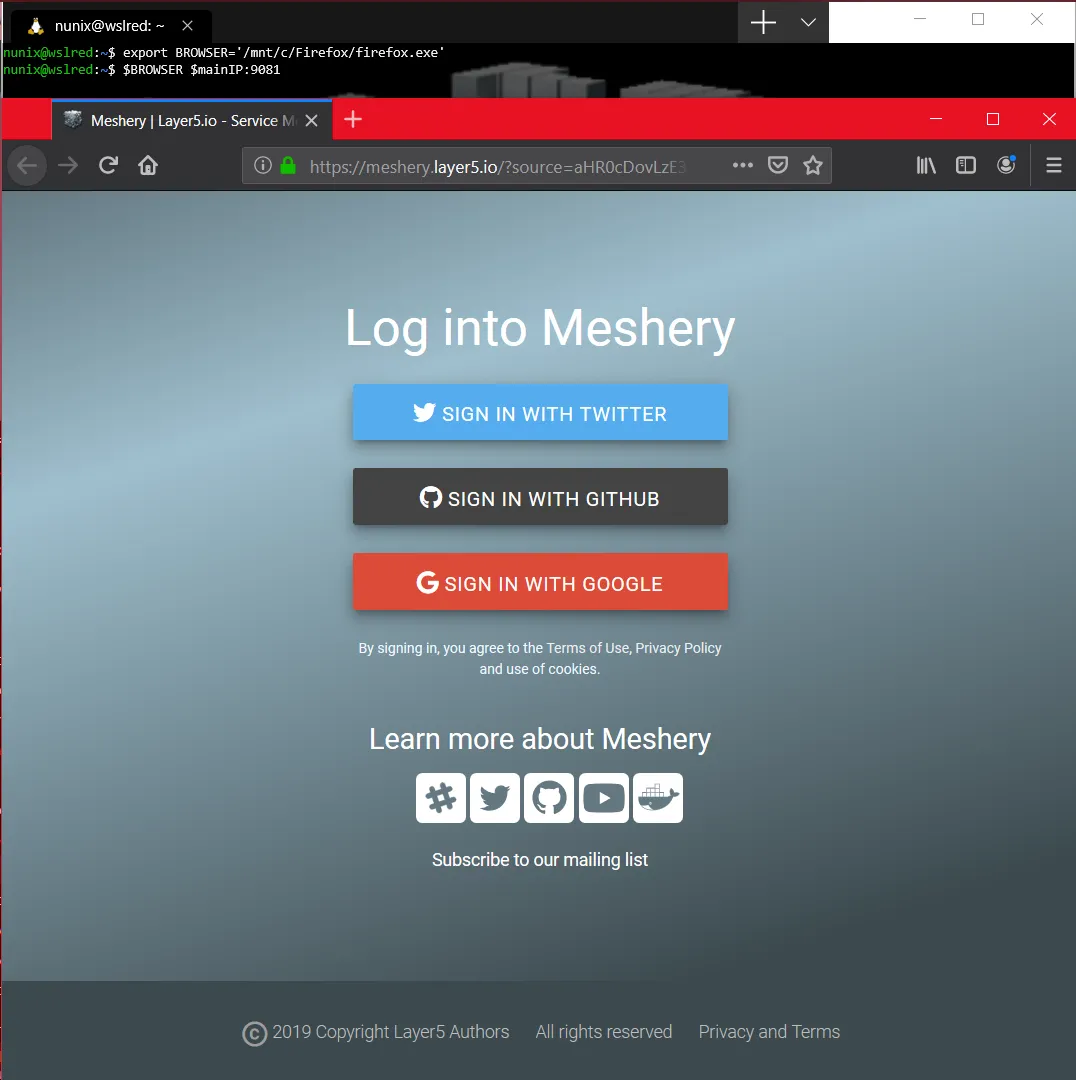 nunix@wslred: ~
nunix@wslred:~$ export BROWSER='/mnt/c/Firefox/firefox.exe'
nunix@wslred:~$ $BROWSER $mainIP:9081
Meshery | Layer5.io - Service M
https://meshery.layer5.io/?source=aHR0cDovLzE3
Log into Meshery
SIGN IN WITH TWITTER
SIGN IN WITH GITHUB
SIGN IN WITH GOOGLE
By signing in, you agree to the Terms of Use, Privacy Policy
and use of cookies.
Learn more about Meshery
Subscribe to our mailing list
© 2019 Copyright Layer5 Authors All rights reserved Privacy and Terms